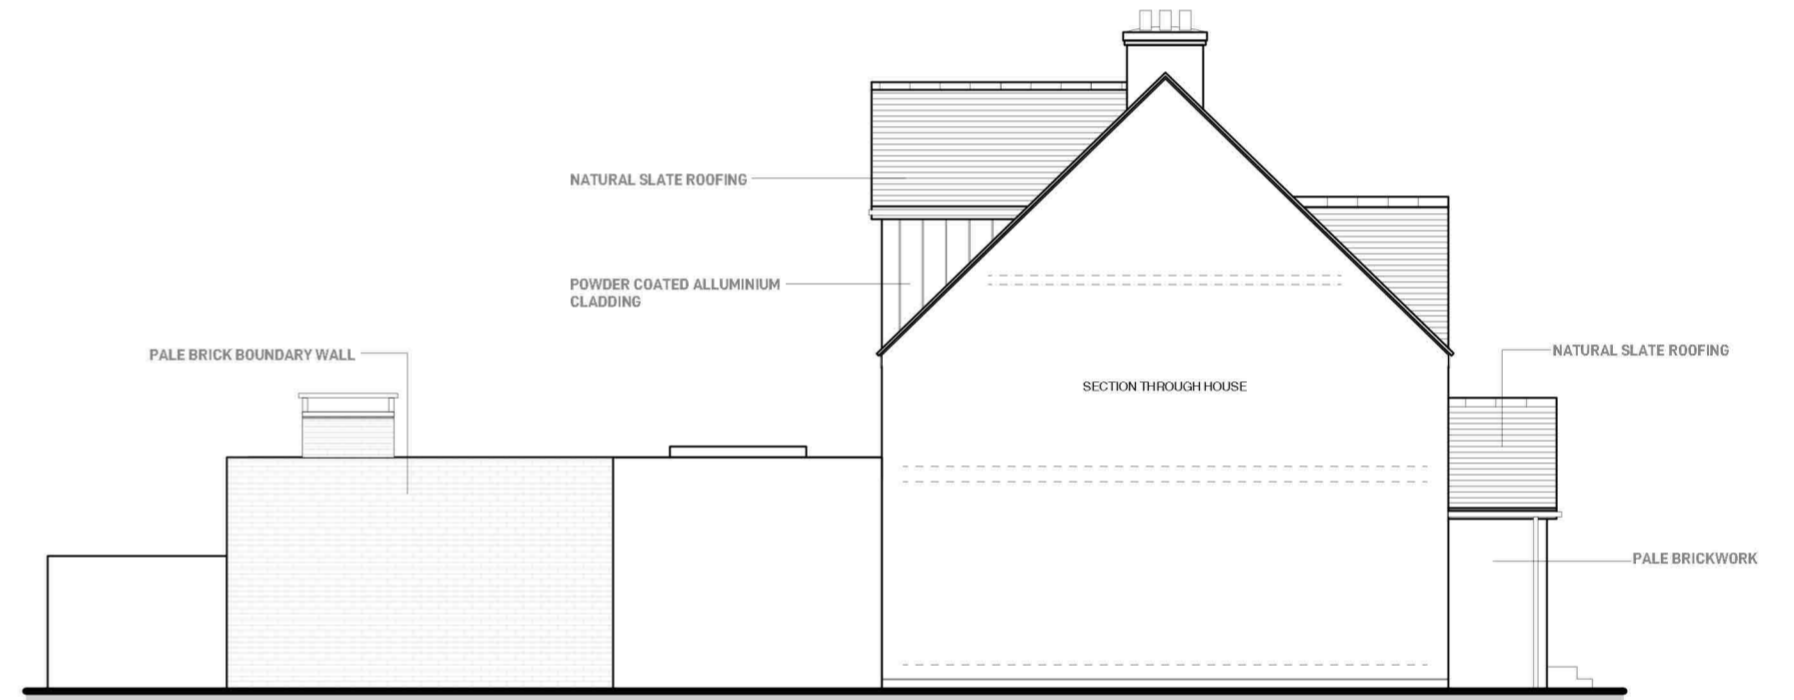 NATURAL SLATE ROOFING
POWDER COATED ALLUMINIUM
CLADDING
PALE BRICK BOUNDARY WALL
SECTION THROUGH HOUSE
NATURAL SLATE ROOFING
PALE BRICKWORK